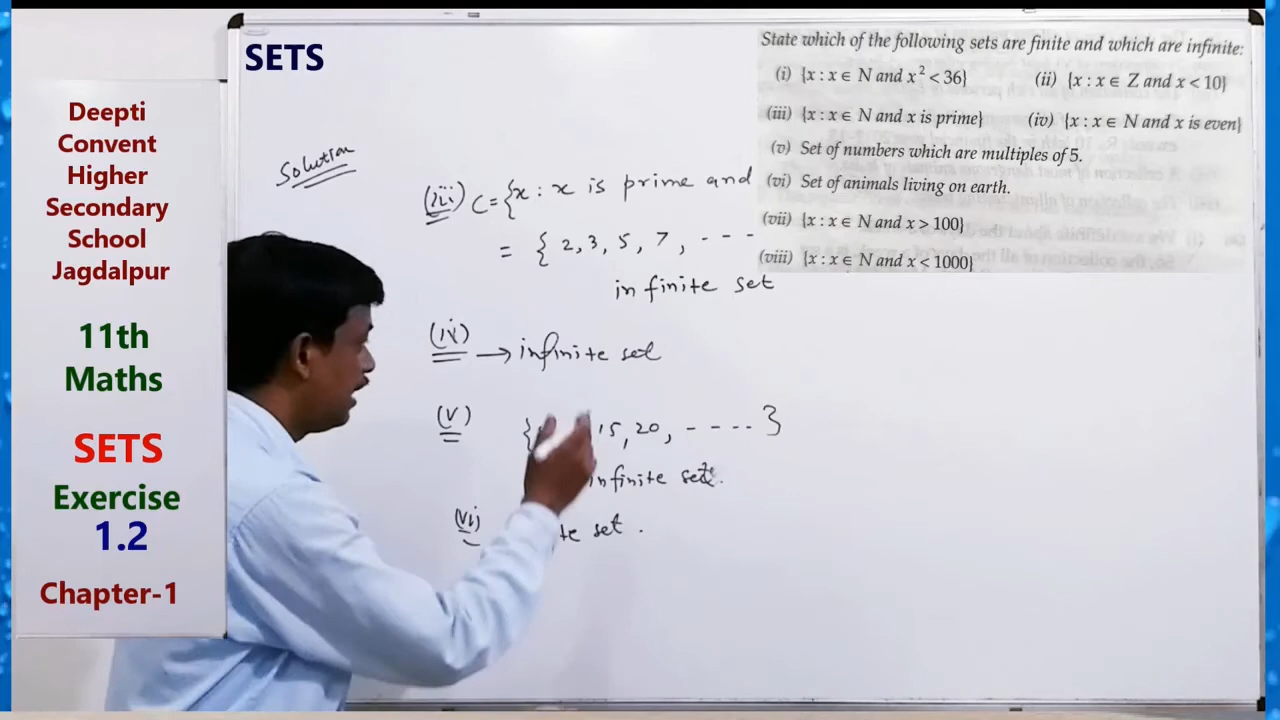 SETS
Deepti
Convent
Higher
Secondary
School
Jagdalpur
11th
Maths
SETS
Exercise
1.2
Chapter-1
State which of the following sets are finite and which are infinite:
(i) {x : x ∈ N and x² < 36}
(ii) {x : x ∈ Z and x < 10}
(iii) {x : x ∈ N and x is prime}
(iv) {x : x ∈ N and x is even}
(v) Set of numbers which are multiples of 5.
(vi) Set of animals living on earth.
(vii) {x : x ∈ N and x > 100}
(viii) {x : x ∈ N and x < 1000}
Solution
(iii) C = {x : x is prime and
= { 2, 3, 5, 7, - - -
infinite set
(iv) → infinite set
(v) { 15, 20, - - - - }
infinite set.
(vi) set .